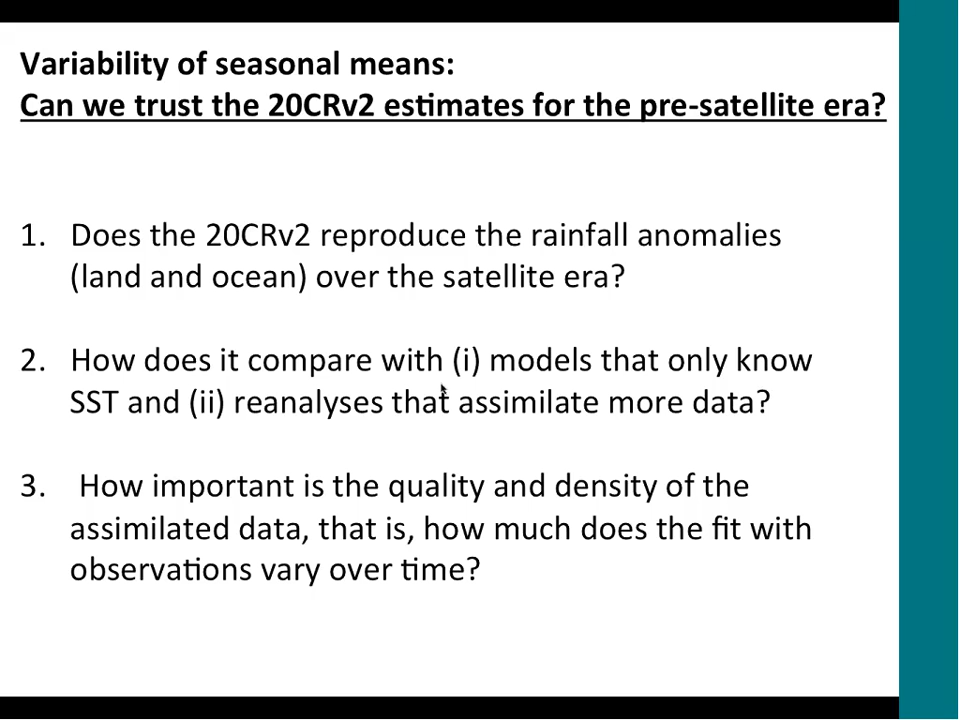 Variability of seasonal means:
Can we trust the 20CRv2 estimates for the pre-satellite era?
1. Does the 20CRv2 reproduce the rainfall anomalies
(land and ocean) over the satellite era?
2. How does it compare with (i) models that only know
SST and (ii) reanalyses that assimilate more data?
3. How important is the quality and density of the
assimilated data, that is, how much does the fit with
observations vary over time?